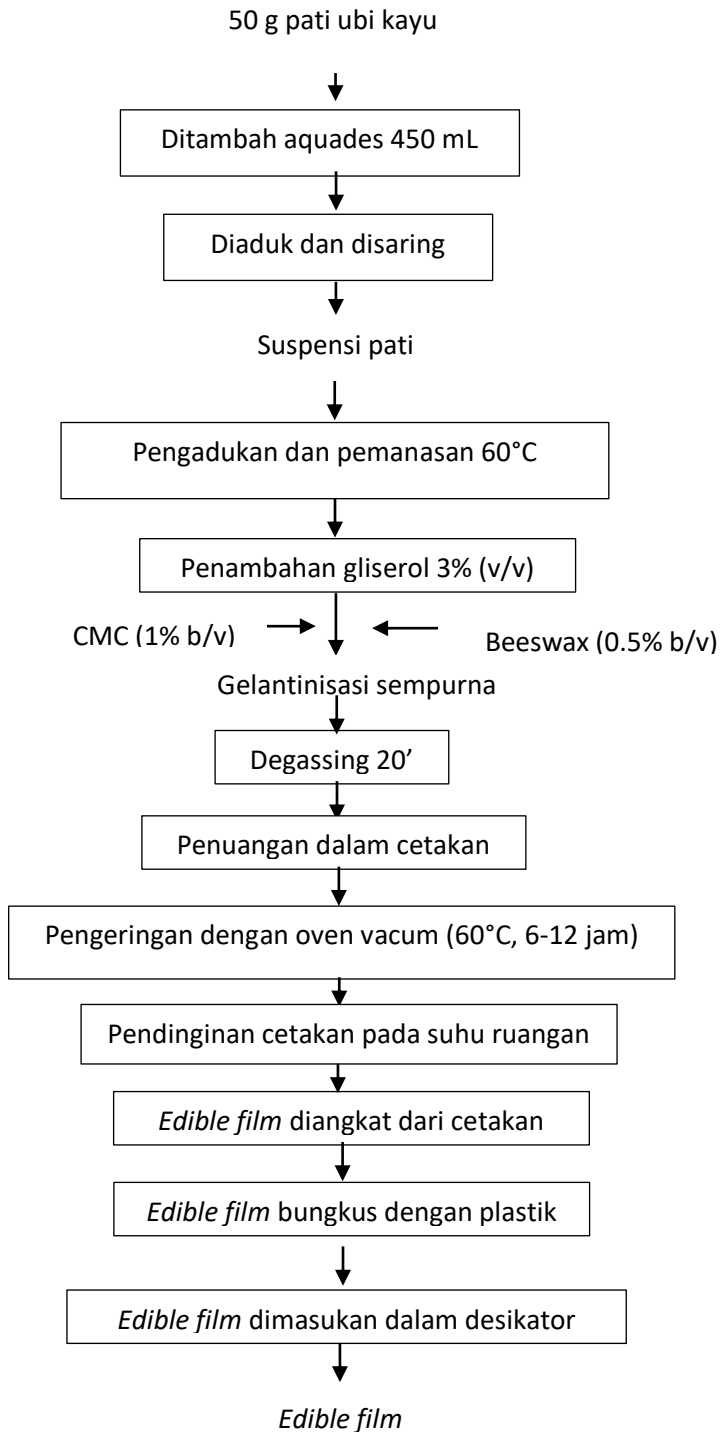 50 g pati ubi kayu
Ditambah aquades 450 mL
Diaduk dan disaring
Suspensi pati
Pengadukan dan pemanasan 60°C
Penambahan gliserol 3% (v/v)
CMC (1% b/v)
Beeswax (0.5% b/v)
Gelantinisasi sempurna
Degassing 20’
Penuangan dalam cetakan
Pengeringan dengan oven vacum (60°C, 6-12 jam)
Pendinginan cetakan pada suhu ruangan
Edible film diangkat dari cetakan
Edible film bungkus dengan plastik
Edible film dimasukan dalam desikator
Edible film